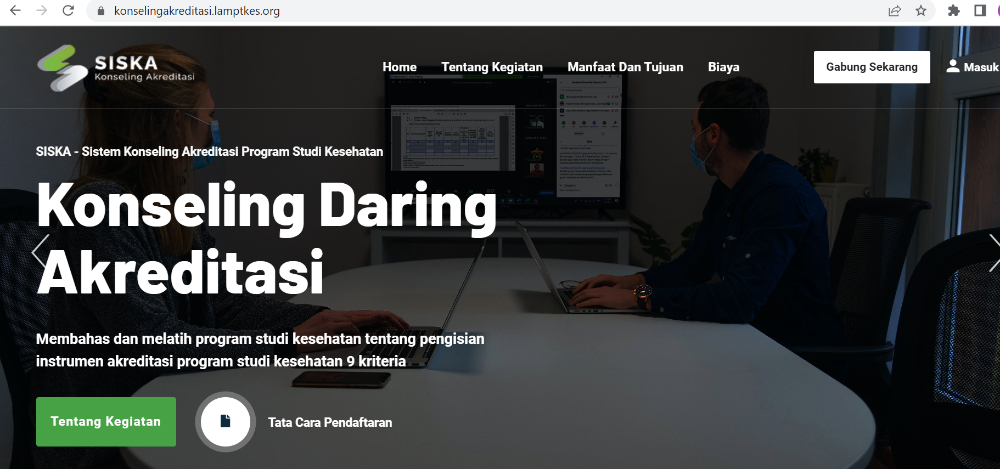 konselingakreditasi.lamptkes.org
SISKA
Konseling Akreditasi
Home Tentang Kegiatan Manfaat Dan Tujuan Biaya
Gabung Sekarang
Masuk
SISKA - Sistem Konseling Akreditasi Program Studi Kesehatan
Konseling Daring
Akreditasi
Membahas dan melatih program studi kesehatan tentang pengisian
instrumen akreditasi program studi kesehatan 9 kriteria
Tentang Kegiatan
Tata Cara Pendaftaran